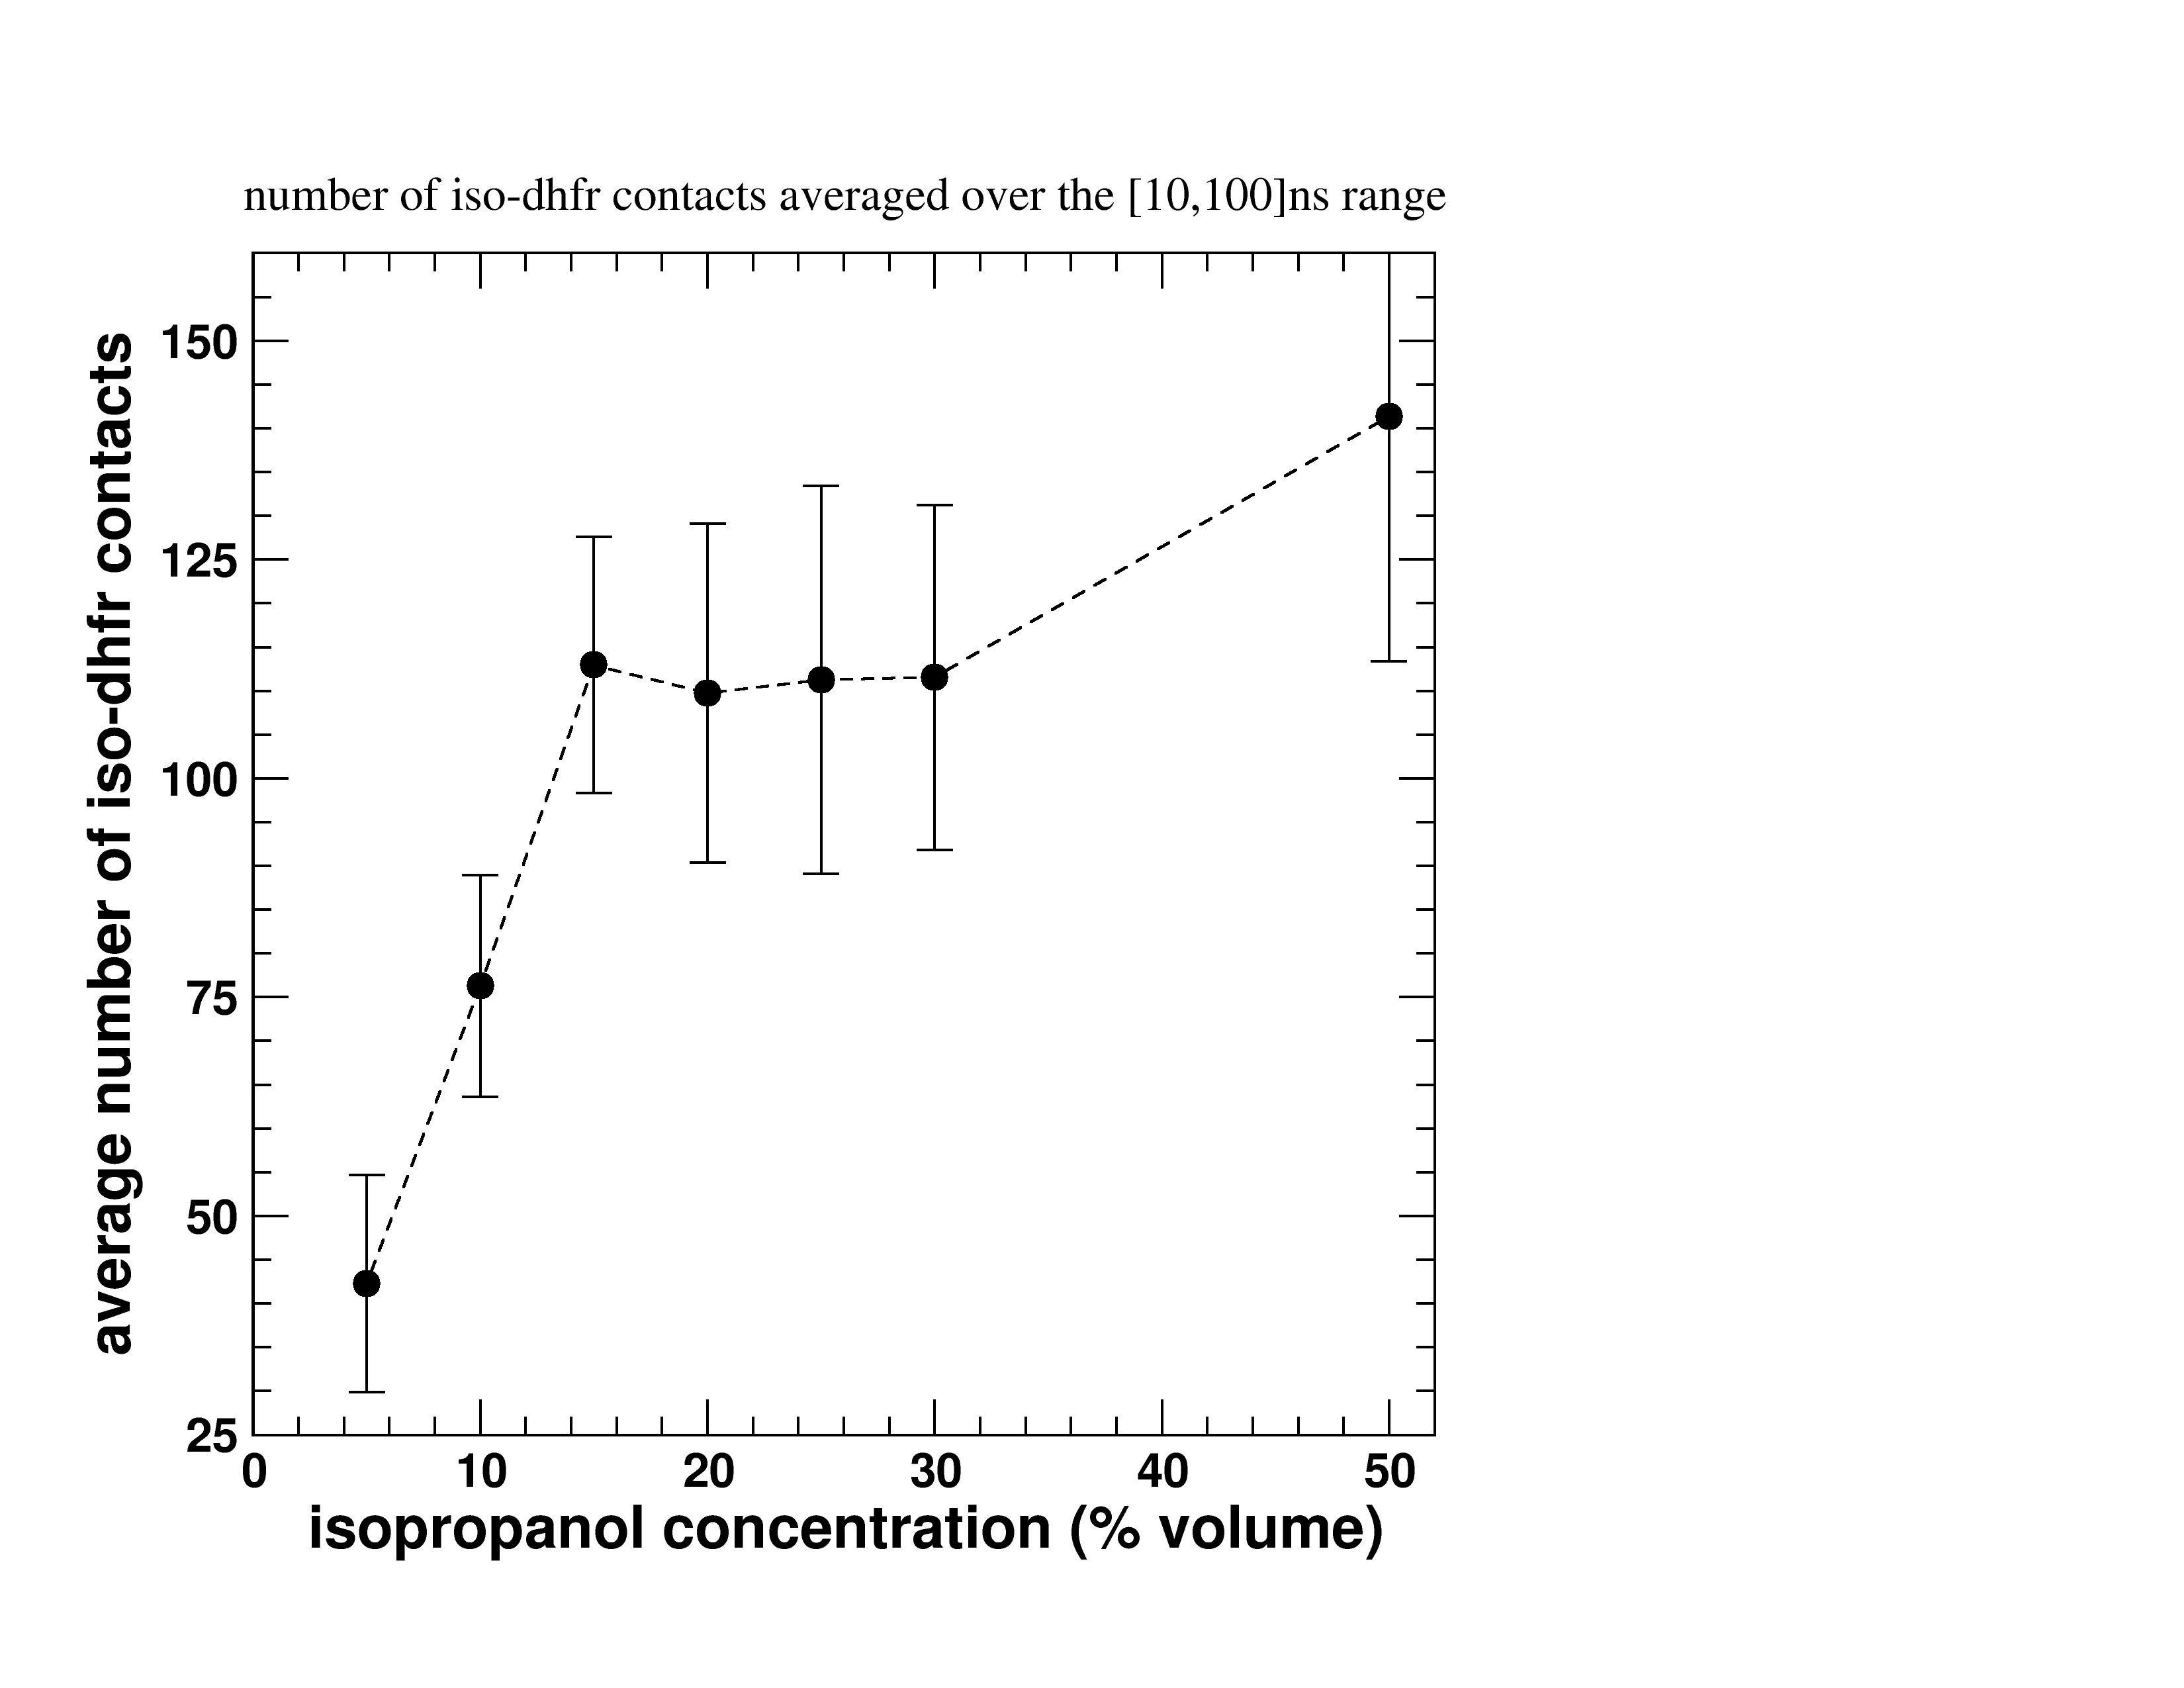 number of iso-dhfr contacts averaged over the [10,100]ns range
average number of iso-dhfr contacts
150
125
100
75
50
25
0 10 20 30 40 50
isopropanol concentration (% volume)